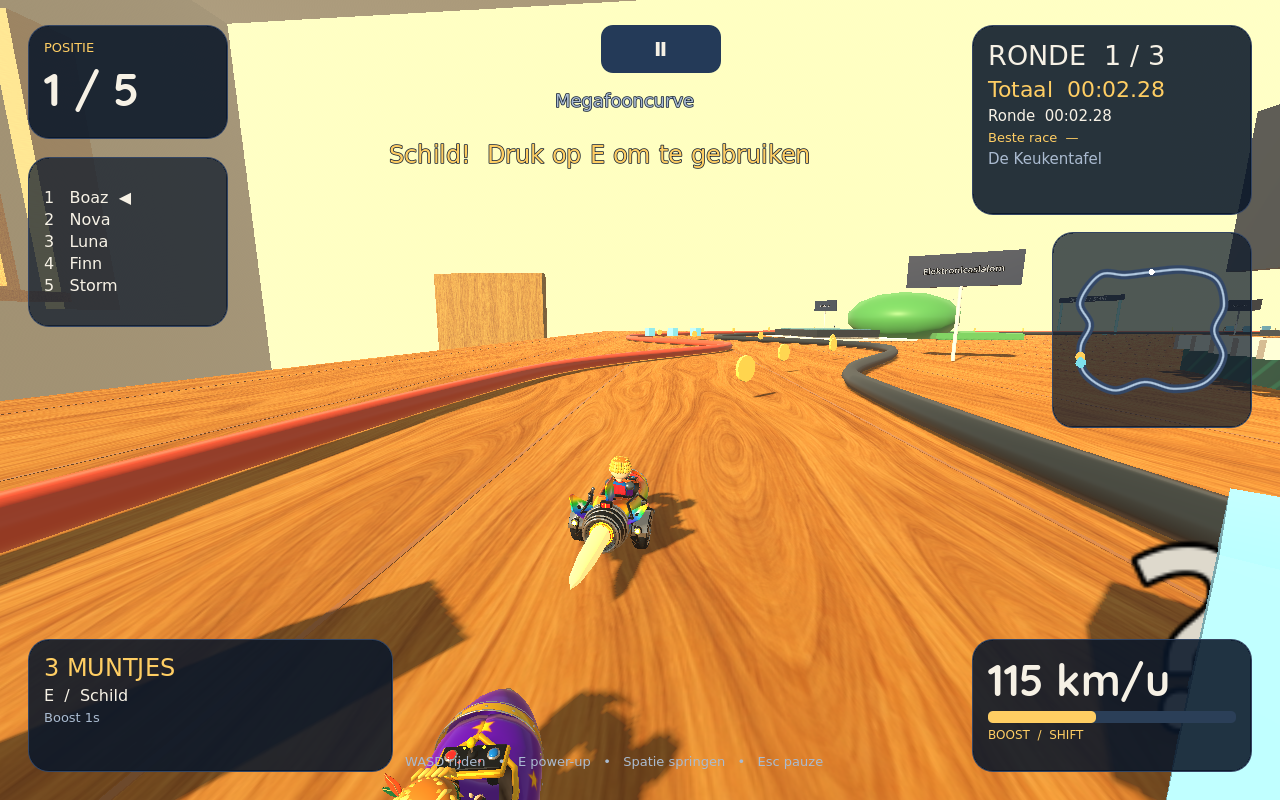 POSITIE
1 / 5
1 Boaz ◀
2 Nova
3 Luna
4 Finn
5 Storm
Megafooncurve
Schild! Druk op E om te gebruiken
RONDE 1 / 3
Totaal 00:02.28
Ronde 00:02.28
Beste race —
De Keukentafel
Elektronicaslalom
?
3 MUNTJES
E / Schild
Boost 1s
WASD rijden • E power-up • Spatie springen • Esc pauze
115 km/u
BOOST / SHIFT